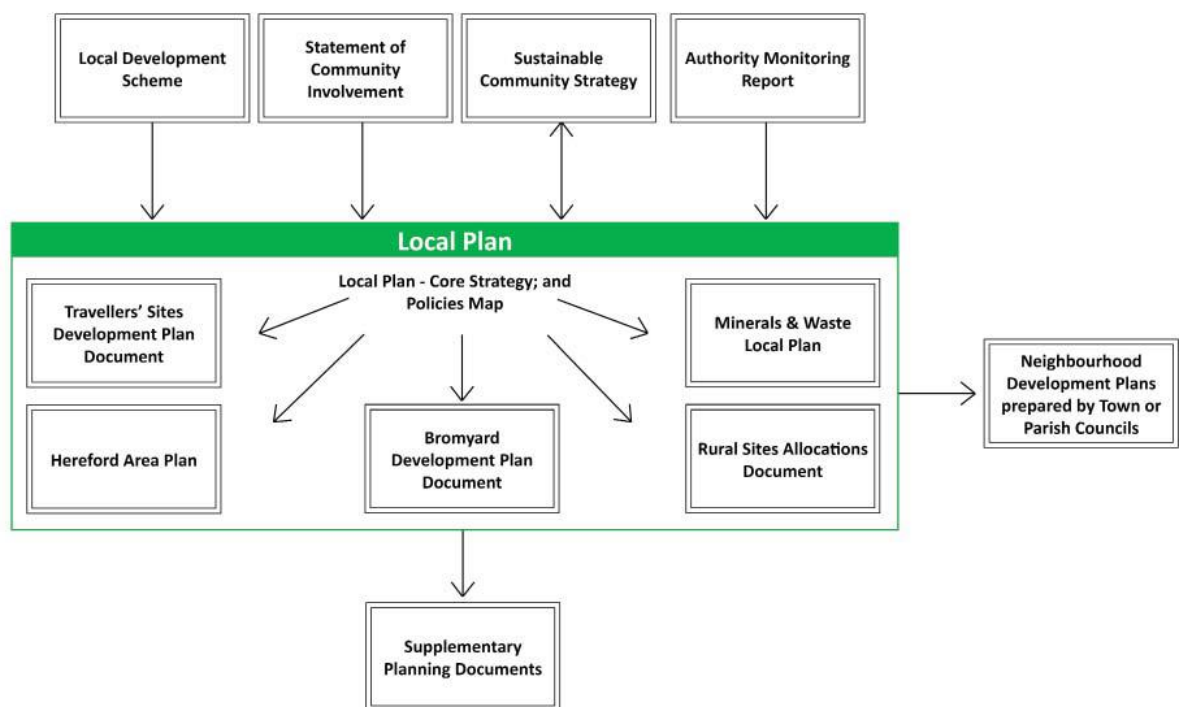 Local Development
Scheme
Statement of
Community
Involvement
Sustainable
Community Strategy
Authority Monitoring
Report
Local Plan
Local Plan - Core Strategy; and
Policies Map
Travellers' Sites
Development Plan
Document
Minerals & Waste
Local Plan
Hereford Area Plan
Bromyard
Development Plan
Document
Rural Sites Allocations
Document
Neighbourhood
Development Plans
prepared by Town or
Parish Councils
Supplementary
Planning Documents